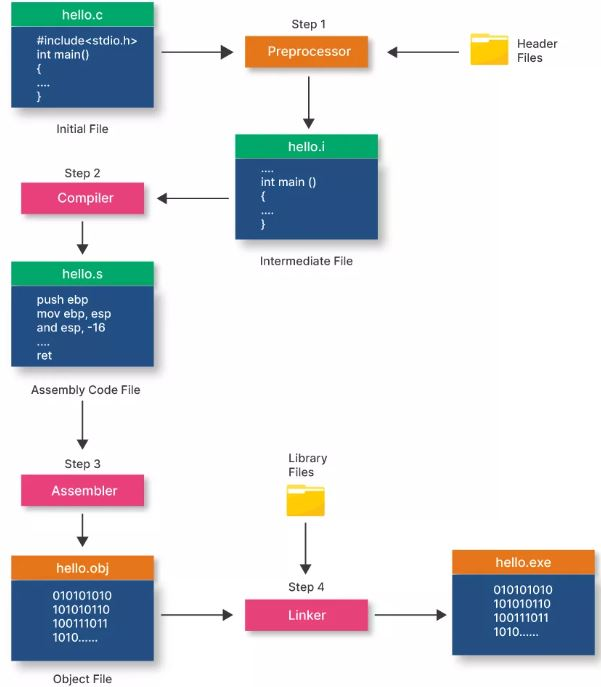 hello.c
#include<stdio.h>
int main()
{
....
}
Initial File
Step 1
Preprocessor
Header
Files
hello.i
....
int main ()
{
....
}
Intermediate File
Step 2
Compiler
hello.s
push ebp
mov ebp, esp
and esp, -16
....
ret
Assembly Code File
Step 3
Assembler
hello.obj
010101010
101010110
100111011
1010......
Object File
Library
Files
Step 4
Linker
hello.exe
010101010
101010110
100111011
1010......